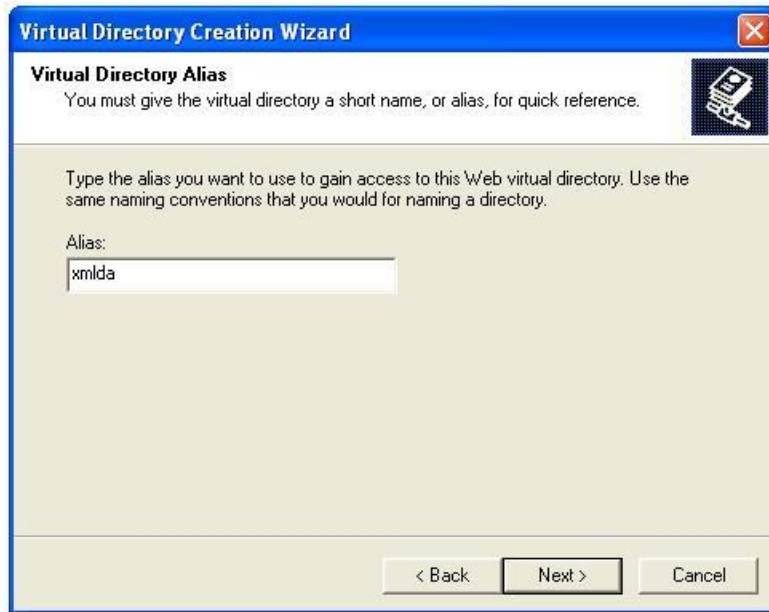 Virtual Directory Creation Wizard
Virtual Directory Alias
You must give the virtual directory a short name, or alias, for quick reference.
Type the alias you want to use to gain access to this Web virtual directory. Use the
same naming conventions that you would for naming a directory.
Alias:
xmlda
< Back Next > Cancel